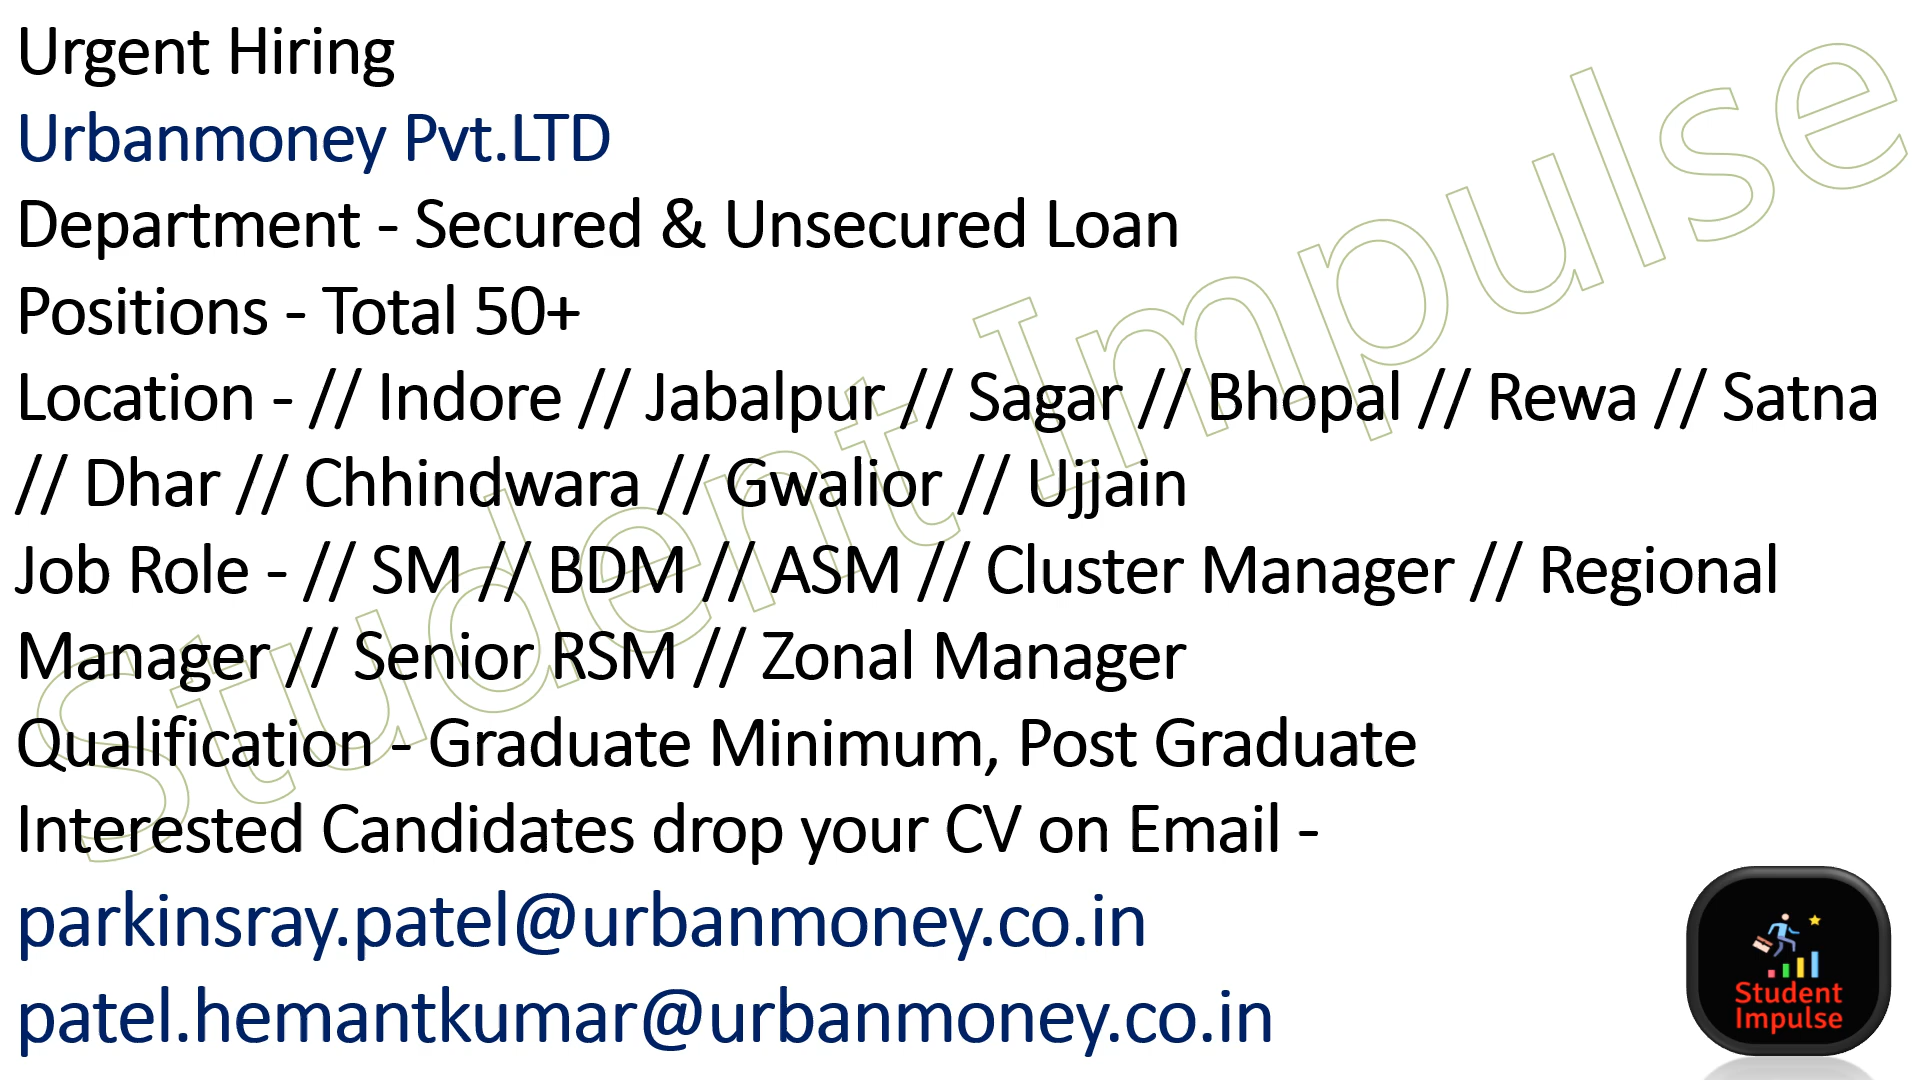 Urgent Hiring
Urbanmoney Pvt.LTD
Department - Secured & Unsecured Loan
Positions - Total 50+
Location - // Indore // Jabalpur // Sagar // Bhopal // Rewa // Satna
// Dhar // Chhindwara // Gwalior // Ujjain
Job Role - // SM // BDM // ASM // Cluster Manager // Regional
Manager // Senior RSM // Zonal Manager
Qualification - Graduate Minimum, Post Graduate
Interested Candidates drop your CV on Email -
parkinsray.patel@urbanmoney.co.in
patel.hemantkumar@urbanmoney.co.in
Student Impulse
Student
Impulse